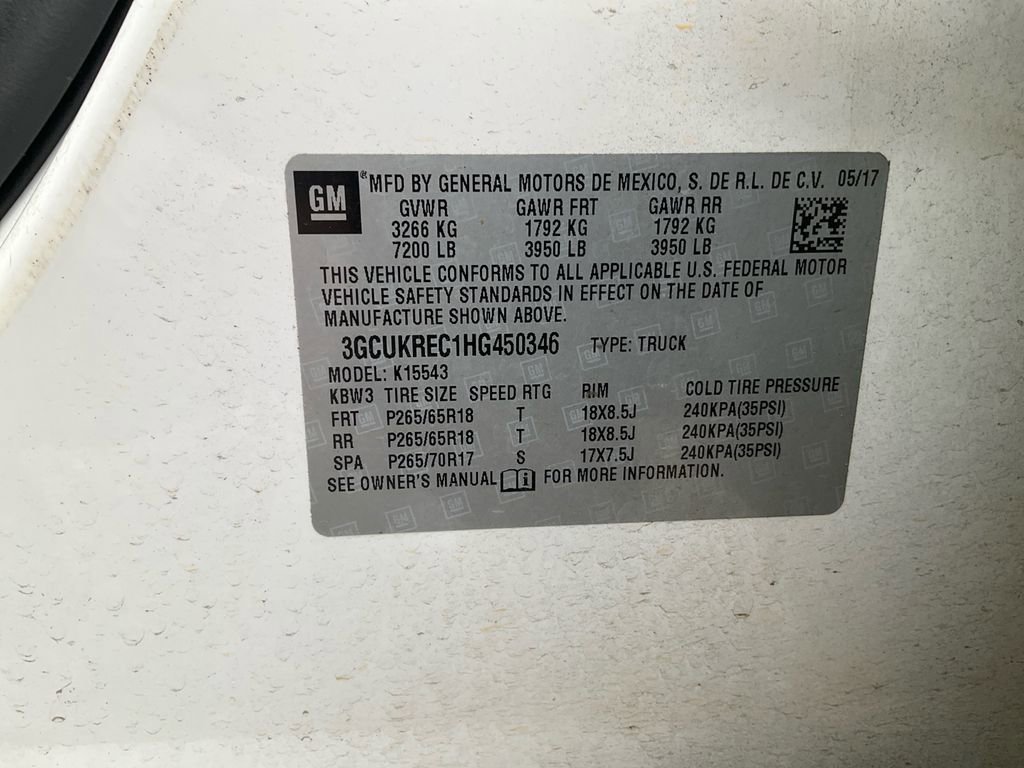 GM ® MFD BY GENERAL MOTORS DE MEXICO, S. DE R.L. DE C.V. 05/17
GVWR GAWR FRT GAWR RR
3266 KG 1792 KG 1792 KG
7200 LB 3950 LB 3950 LB
THIS VEHICLE CONFORMS TO ALL APPLICABLE U.S. FEDERAL MOTOR
VEHICLE SAFETY STANDARDS IN EFFECT ON THE DATE OF
MANUFACTURE SHOWN ABOVE.
3GCUKREC1HG450346 TYPE: TRUCK
MODEL: K15543
KBW3 TIRE SIZE SPEED RTG RIM COLD TIRE PRESSURE
FRT P265/65R18 T 18X8.5J 240KPA(35PSI)
RR P265/65R18 T 18X8.5J 240KPA(35PSI)
SPA P265/70R17 S 17X7.5J 240KPA(35PSI)
SEE OWNER'S MANUAL FOR MORE INFORMATION.